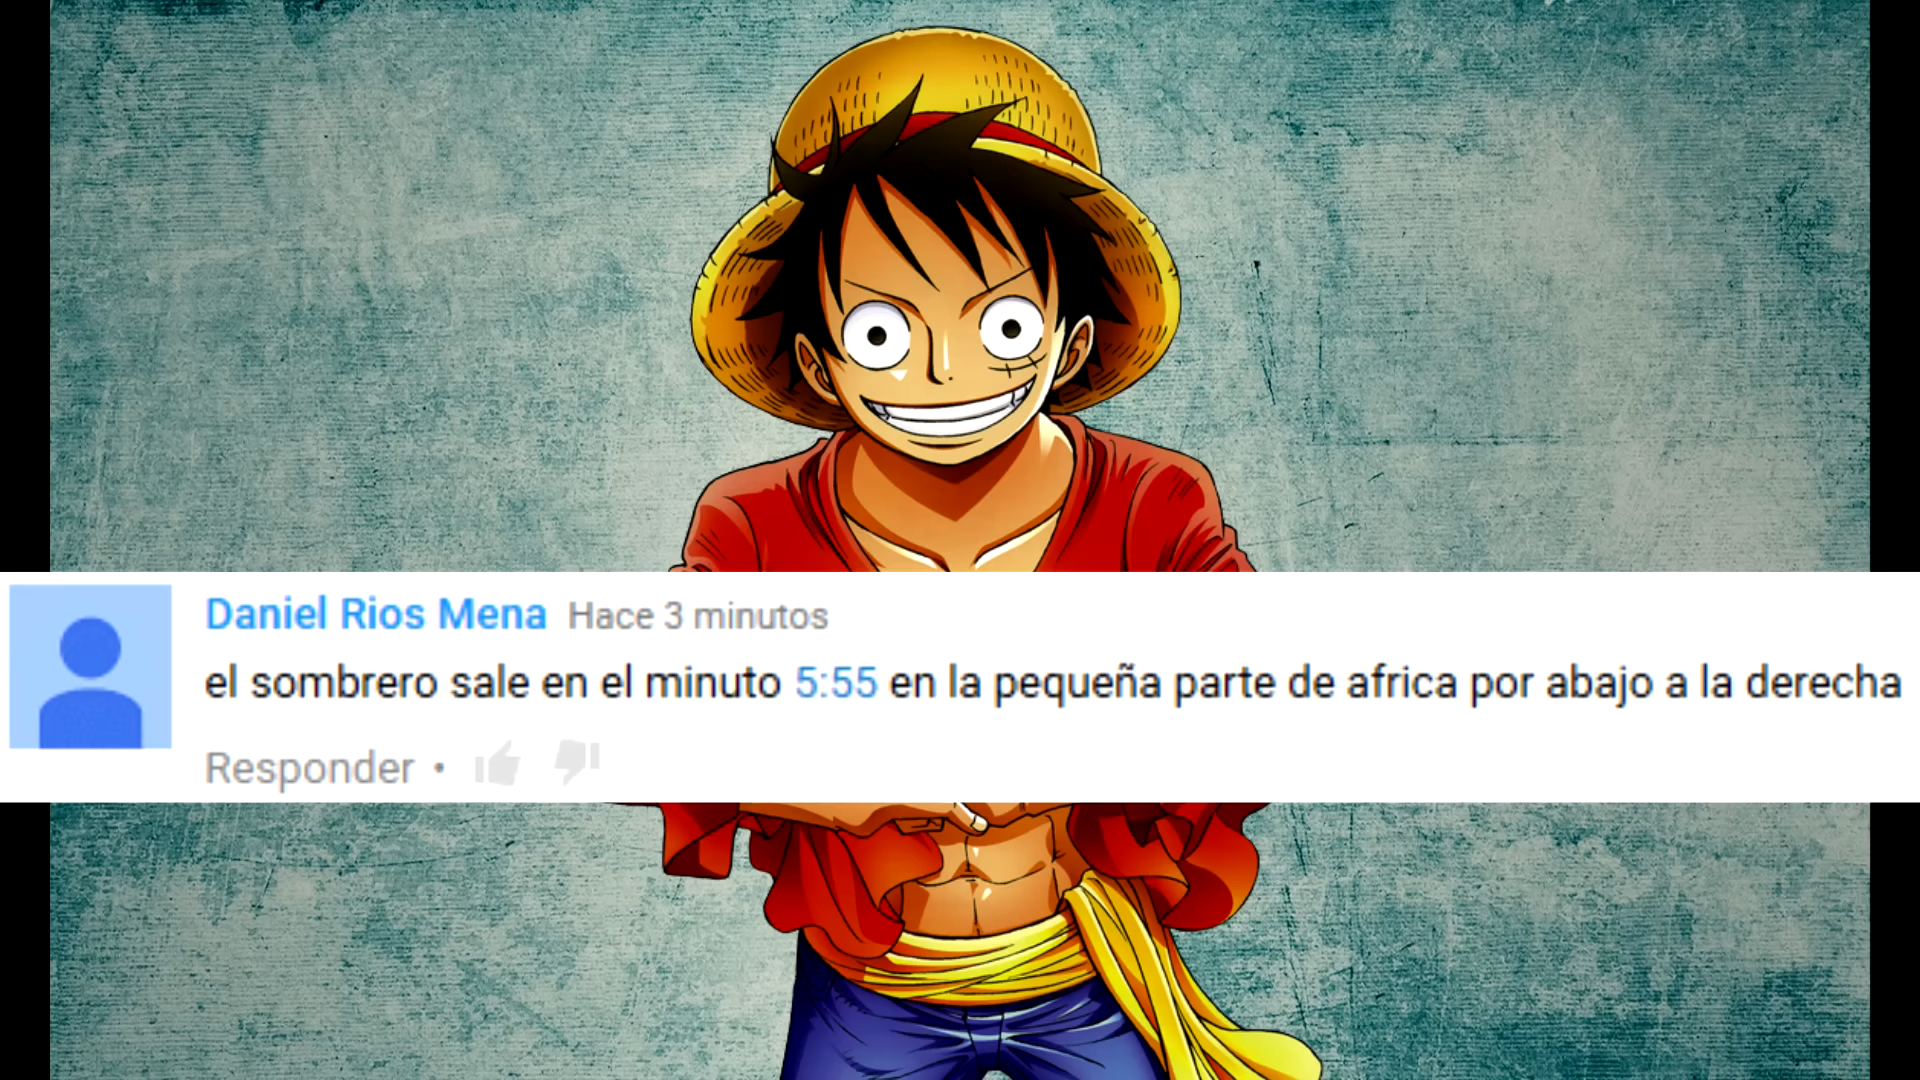 Daniel Rios Mena Hace 3 minutos
el sombrero sale en el minuto 5:55 en la pequeña parte de africa por abajo a la derecha
Responder •